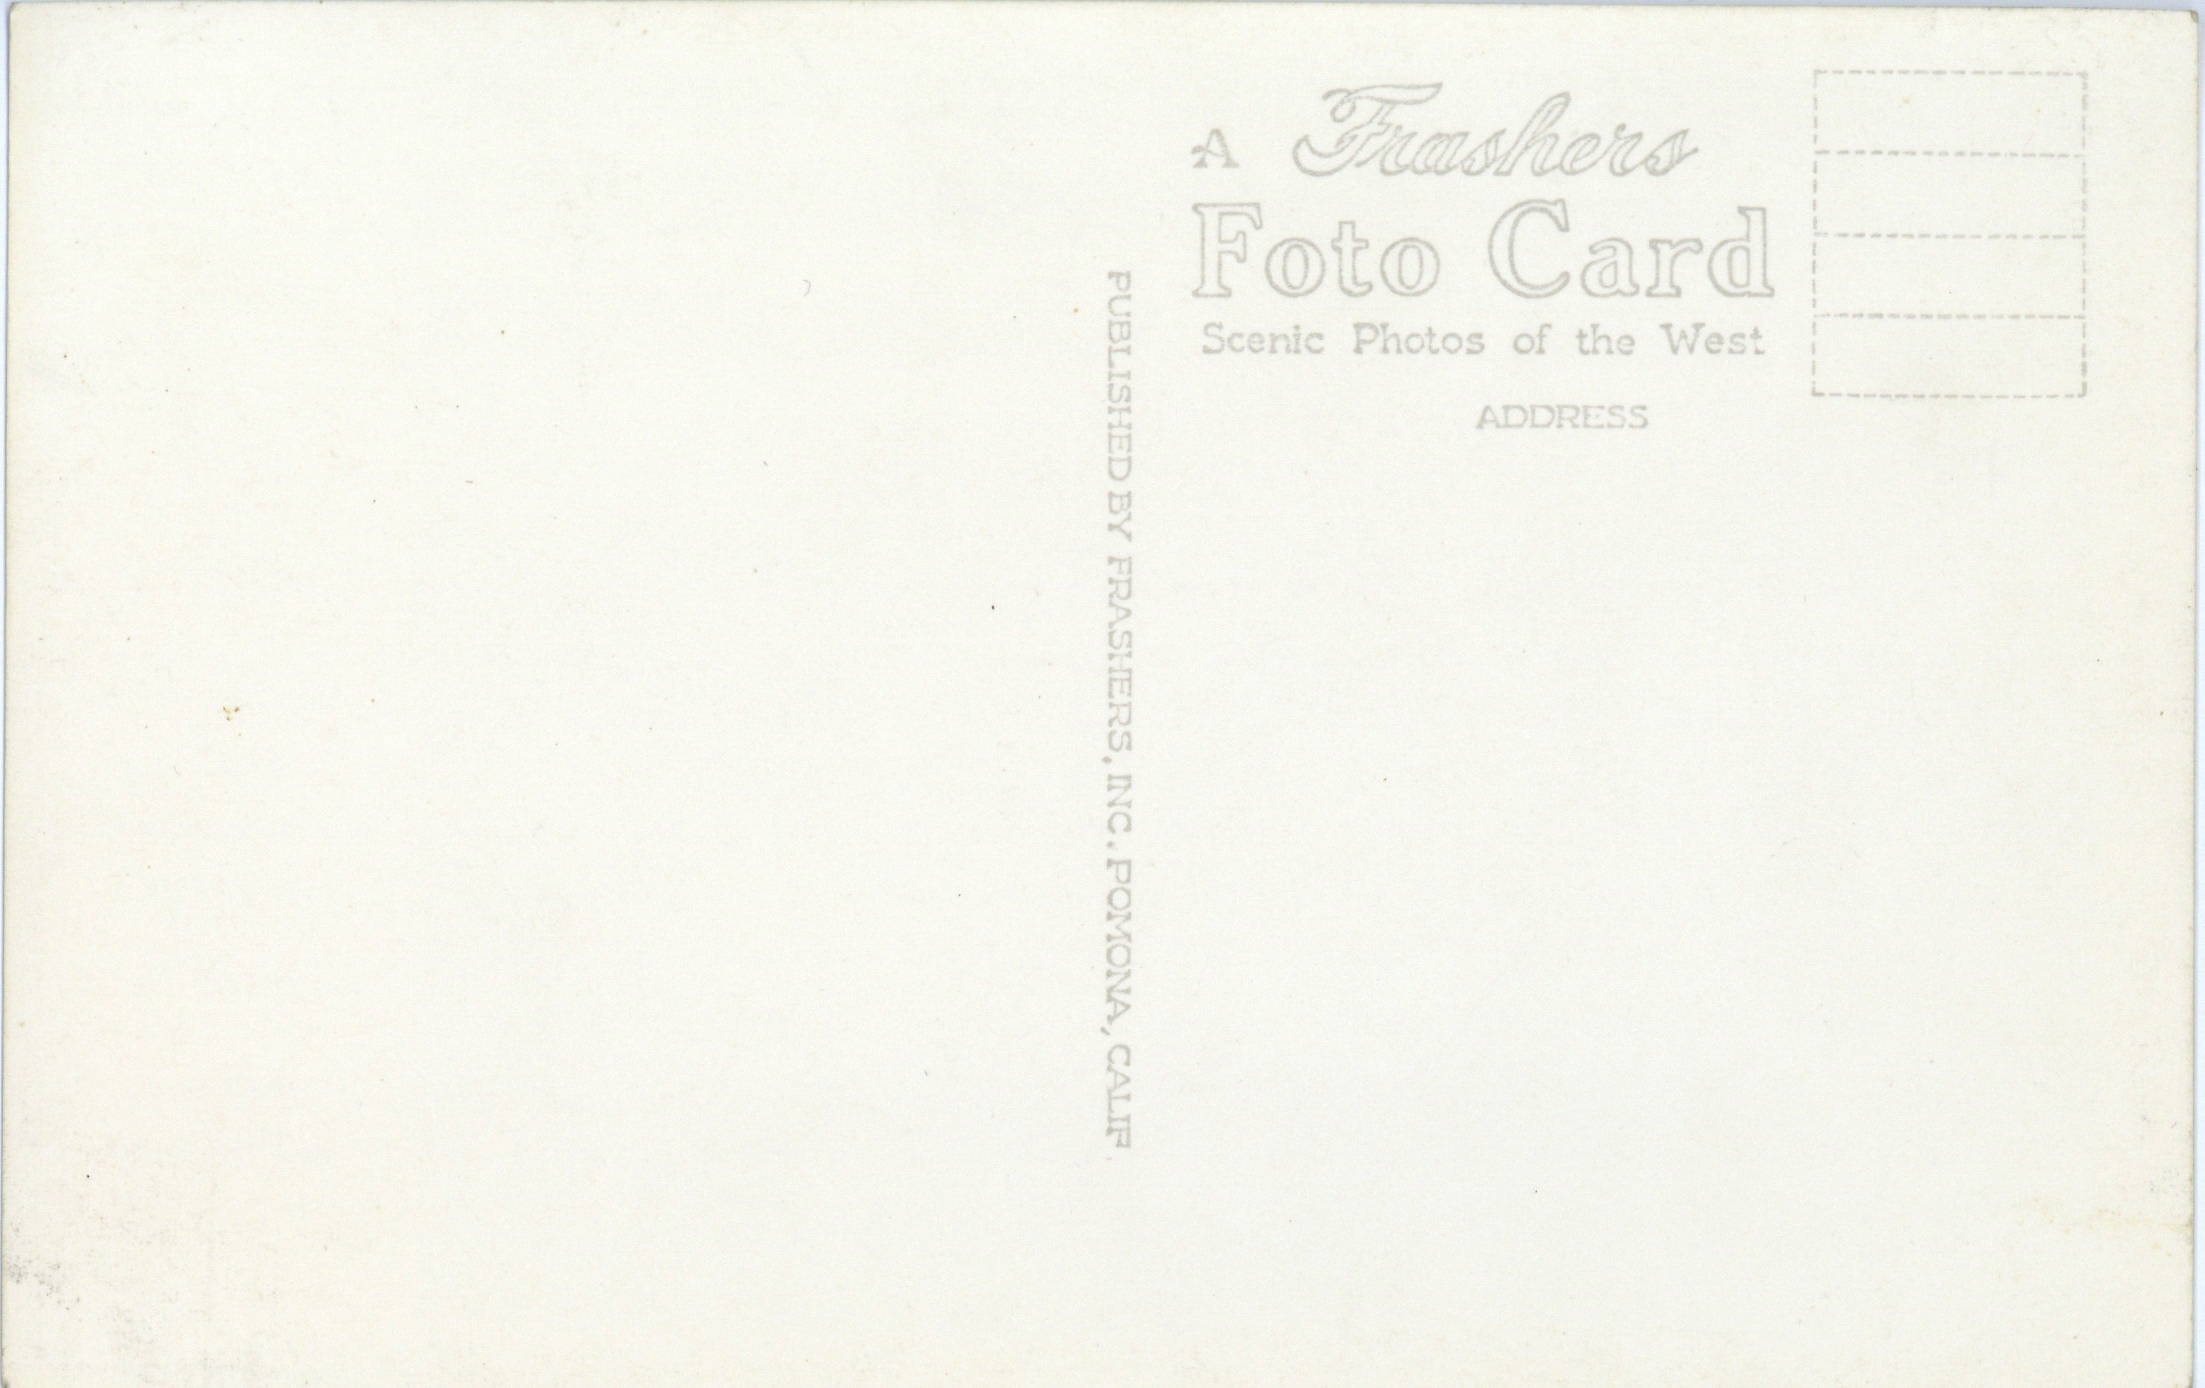 A Frashers
Foto Card
Scenic Photos of the West
ADDRESS
PUBLISHED BY FRASHERS, INC. POMONA, CALIF